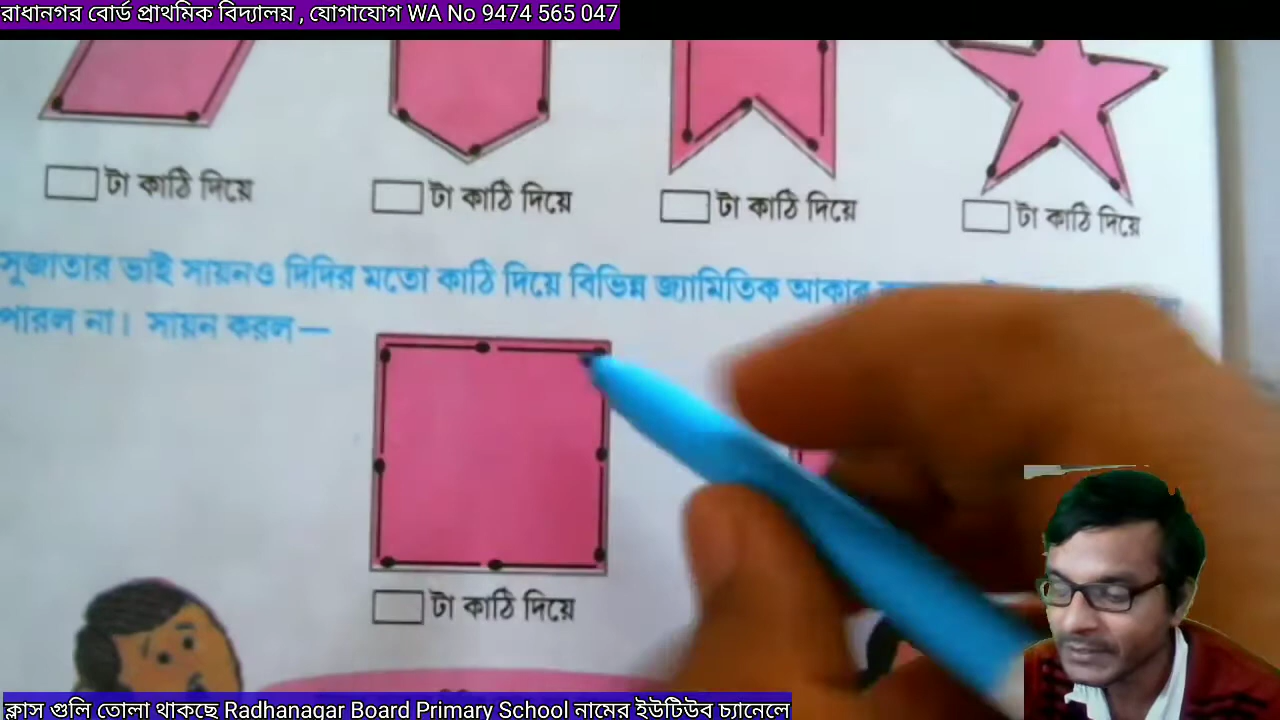 রাধানগর বোর্ড প্রাথমিক বিদ্যালয় , যোগাযোগ WA No 9474 565 047
টা কাঠি দিয়ে
টা কাঠি দিয়ে
টা কাঠি দিয়ে
টা কাঠি দিয়ে
সুজাতার ভাই সায়নও দিদির মতো কাঠি দিয়ে বিভিন্ন জ্যামিতিক আকার
পারল না। সায়ন করল—
টা কাঠি দিয়ে
ক্লাস গুলি তোলা থাকছে Radhanagar Board Primary School নামের ইউটিউব চ্যানেলে